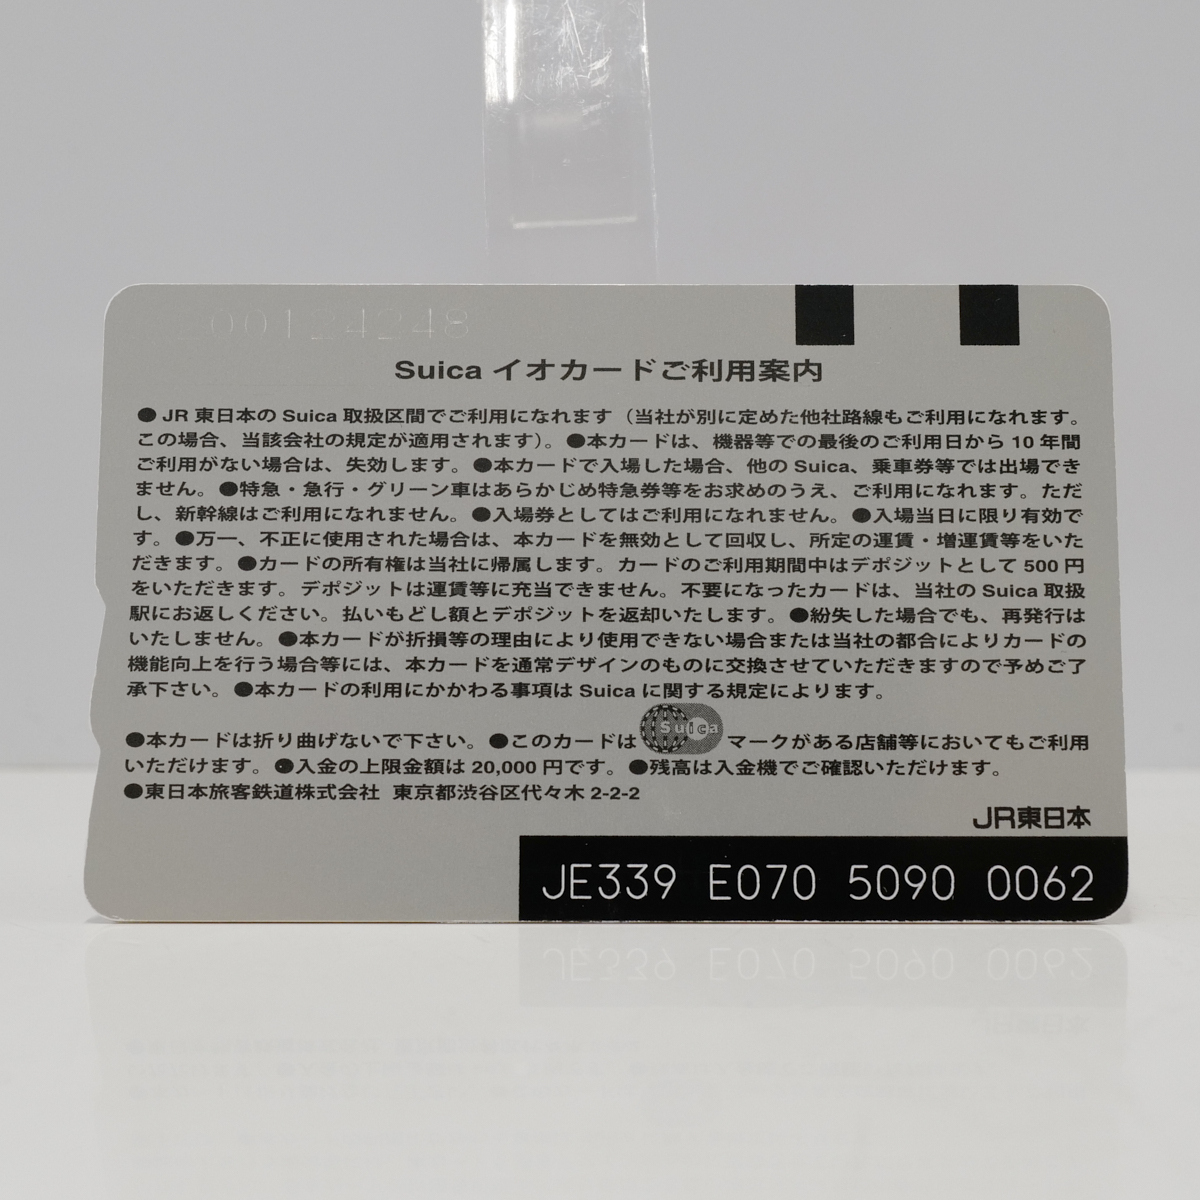 00124248
Suica イオカードご利用案内
●JR 東日本の Suica 取扱区間でご利用になれます（当社が別に定めた他社路線もご利用になれます。
この場合、当該会社の規定が適用されます）。●本カードは、機器等での最後のご利用日から 10 年間
ご利用がない場合は、失効します。●本カードで入場した場合、他の Suica、乗車券等では出場でき
ません。●特急・急行・グリーン車はあらかじめ特急券等をお求めのうえ、ご利用になれます。ただ
し、新幹線はご利用になれません。●入場券としてはご利用になれません。●入場当日に限り有効で
す。●万一、不正に使用された場合は、本カードを無効として回収し、所定の運賃・増運賃等をいた
だきます。●カードの所有権は当社に帰属します。カードのご利用期間中はデポジットとして 500 円
をいただきます。デポジットは運賃等に充当できません。不要になったカードは、当社の Suica 取扱
駅にお返しください。払いもどし額とデポジットを返却いたします。●紛失した場合でも、再発行は
いたしません。●本カードが折損等の理由により使用できない場合または当社の都合によりカードの
機能向上を行う場合等には、本カードを通常デザインのものに交換させていただきますので予めご了
承下さい。●本カードの利用にかかわる事項は Suica に関する規定によります。
●本カードは折り曲げないで下さい。●このカードは Suica マークがある店舗等においてもご利用
いただけます。●入金の上限金額は 20,000 円です。●残高は入金機でご確認いただけます。
●東日本旅客鉄道株式会社 東京都渋谷区代々木 2-2-2
JR東日本
JE339 E070 5090 0062